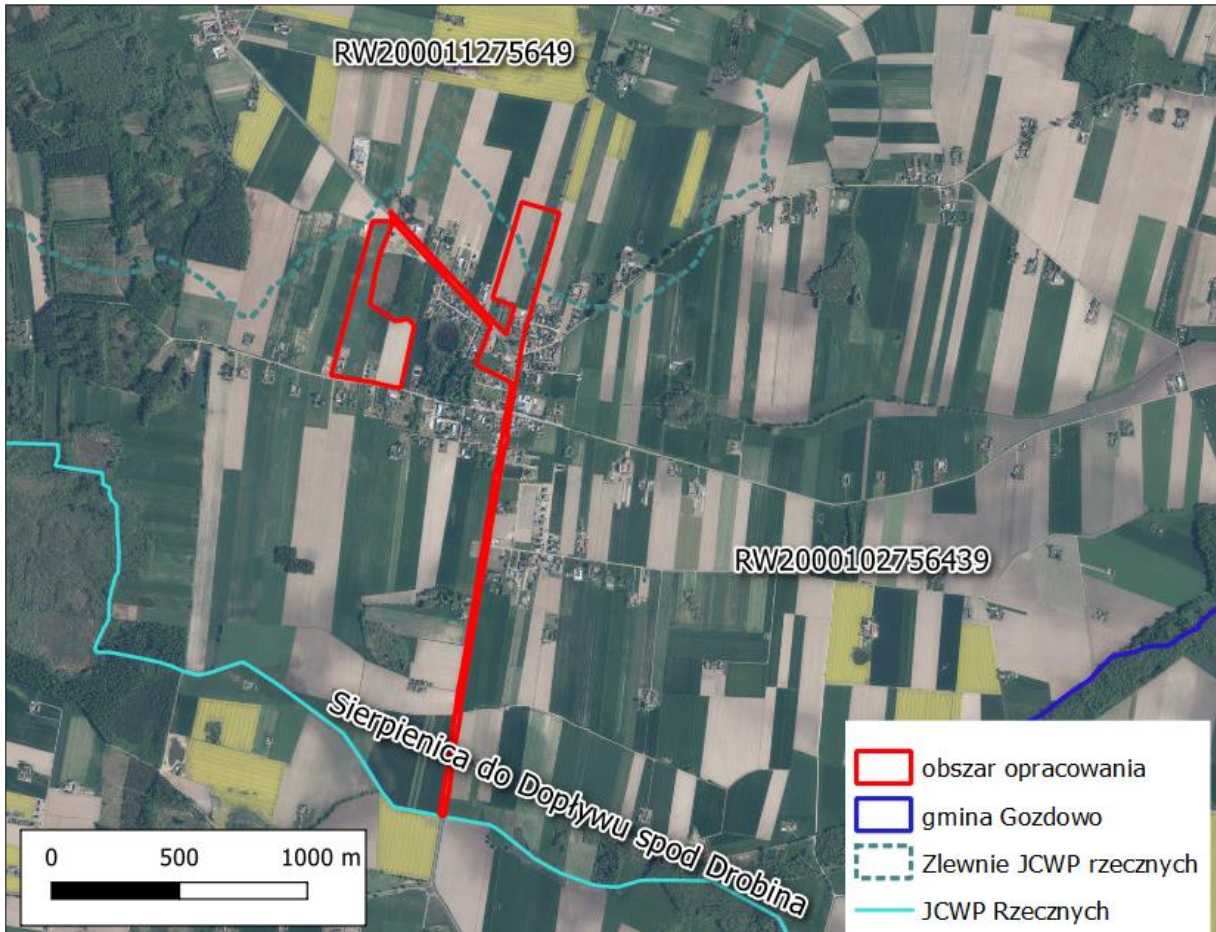 RW200011275649
RW2000102756439
Sierpienica do Dopływu spod Drobina
obszar opracowania
gmina Gozdowo
Zlewnie JCWP rzecznych
JCWP Rzecznych
0 500 1000 m